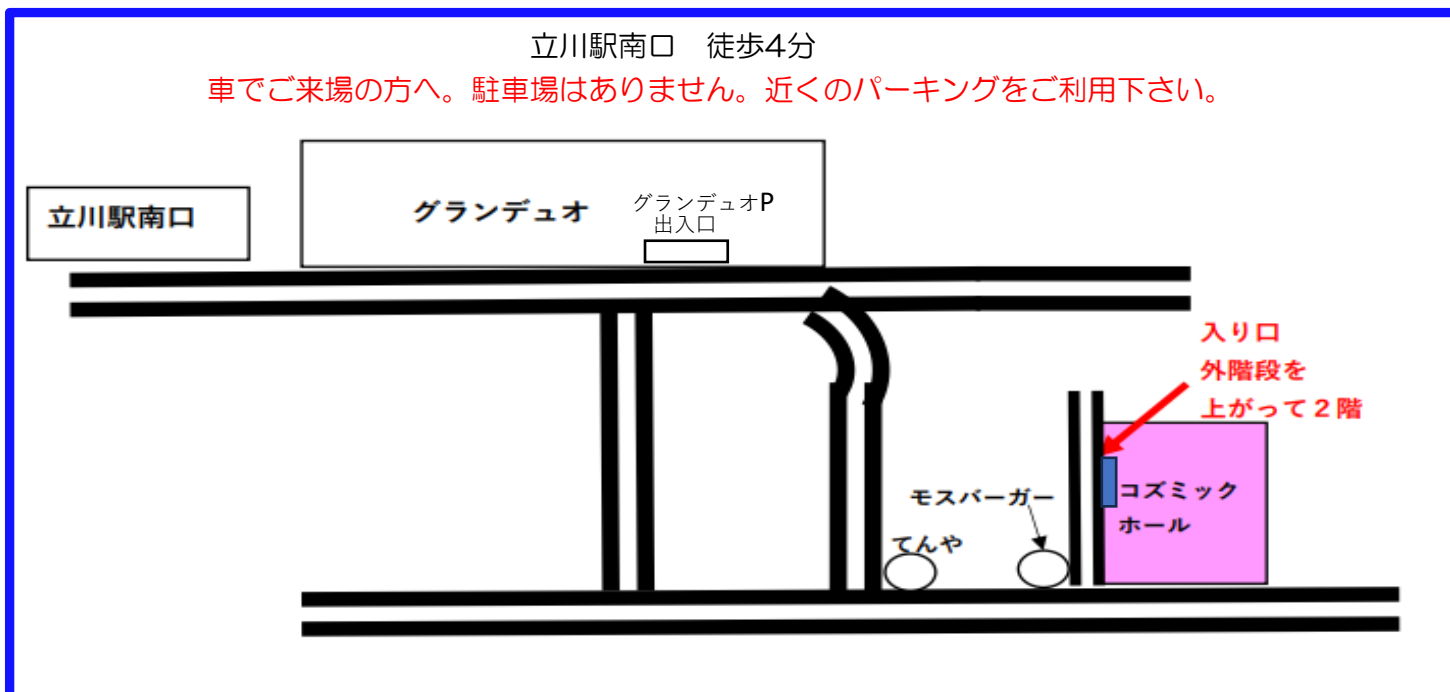 立川駅南口　徒歩4分
車でご来場の方へ。駐車場はありません。近くのパーキングをご利用下さい。
立川駅南口
グランデュオ
グランデュオP
出入口
入り口
外階段を
上がって２階
モスバーガー
てんや
コズミック
ホール